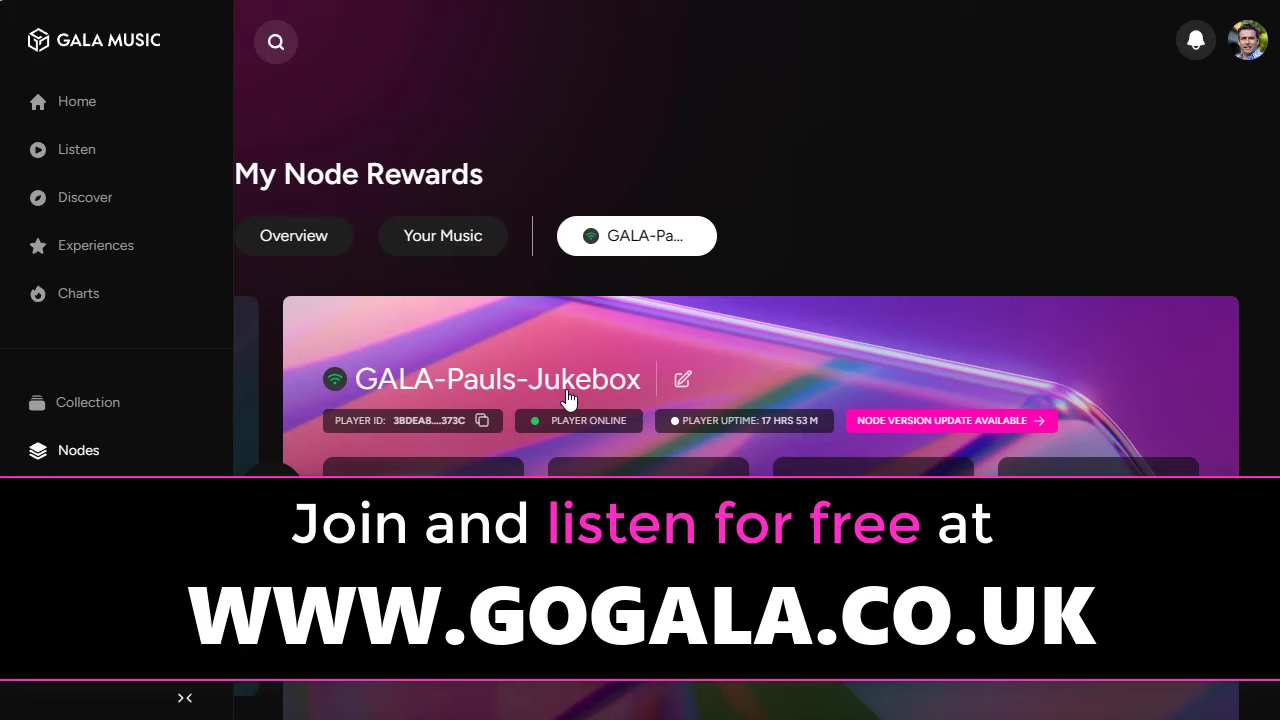 GALA MUSIC
Home
Listen
Discover
Experiences
Charts
Collection
Nodes
My Node Rewards
Overview
Your Music
GALA-Pa...
GALA-Pauls-Jukebox
PLAYER ID: 3BDEA8....373C
PLAYER ONLINE
PLAYER UPTIME: 17 HRS 53 M
NODE VERSION UPDATE AVAILABLE →
Join and listen for free at
WWW.GOGALA.CO.UK